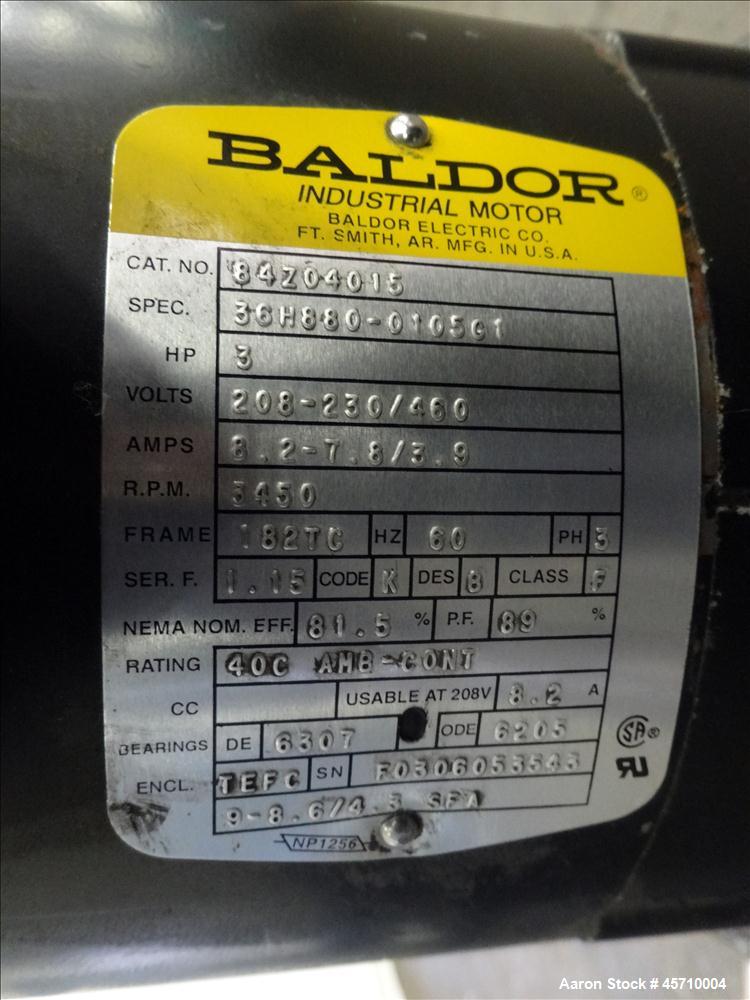 BALDOR®
INDUSTRIAL MOTOR
BALDOR ELECTRIC CO.
FT. SMITH, AR. MFG. IN U.S.A.
CAT. NO. 84Z04015
SPEC. 36H880-0105G1
HP 3
VOLTS 208-230/460
AMPS 8.2-7.8/3.9
R.P.M. 3450
FRAME 182TC HZ 60 PH 3
SER. F. 1.15 CODE K DES B CLASS F
NEMA NOM. EFF. 81.5 % P.F. 89 %
RATING 40C AMB-CONT
CC USABLE AT 208V 8.2 A
BEARINGS DE 6307 ODE 6205
ENCL. TEFC SN F0306053543
9-8.6/4.3 SFA
NP1256
Aaron Stock # 45710004